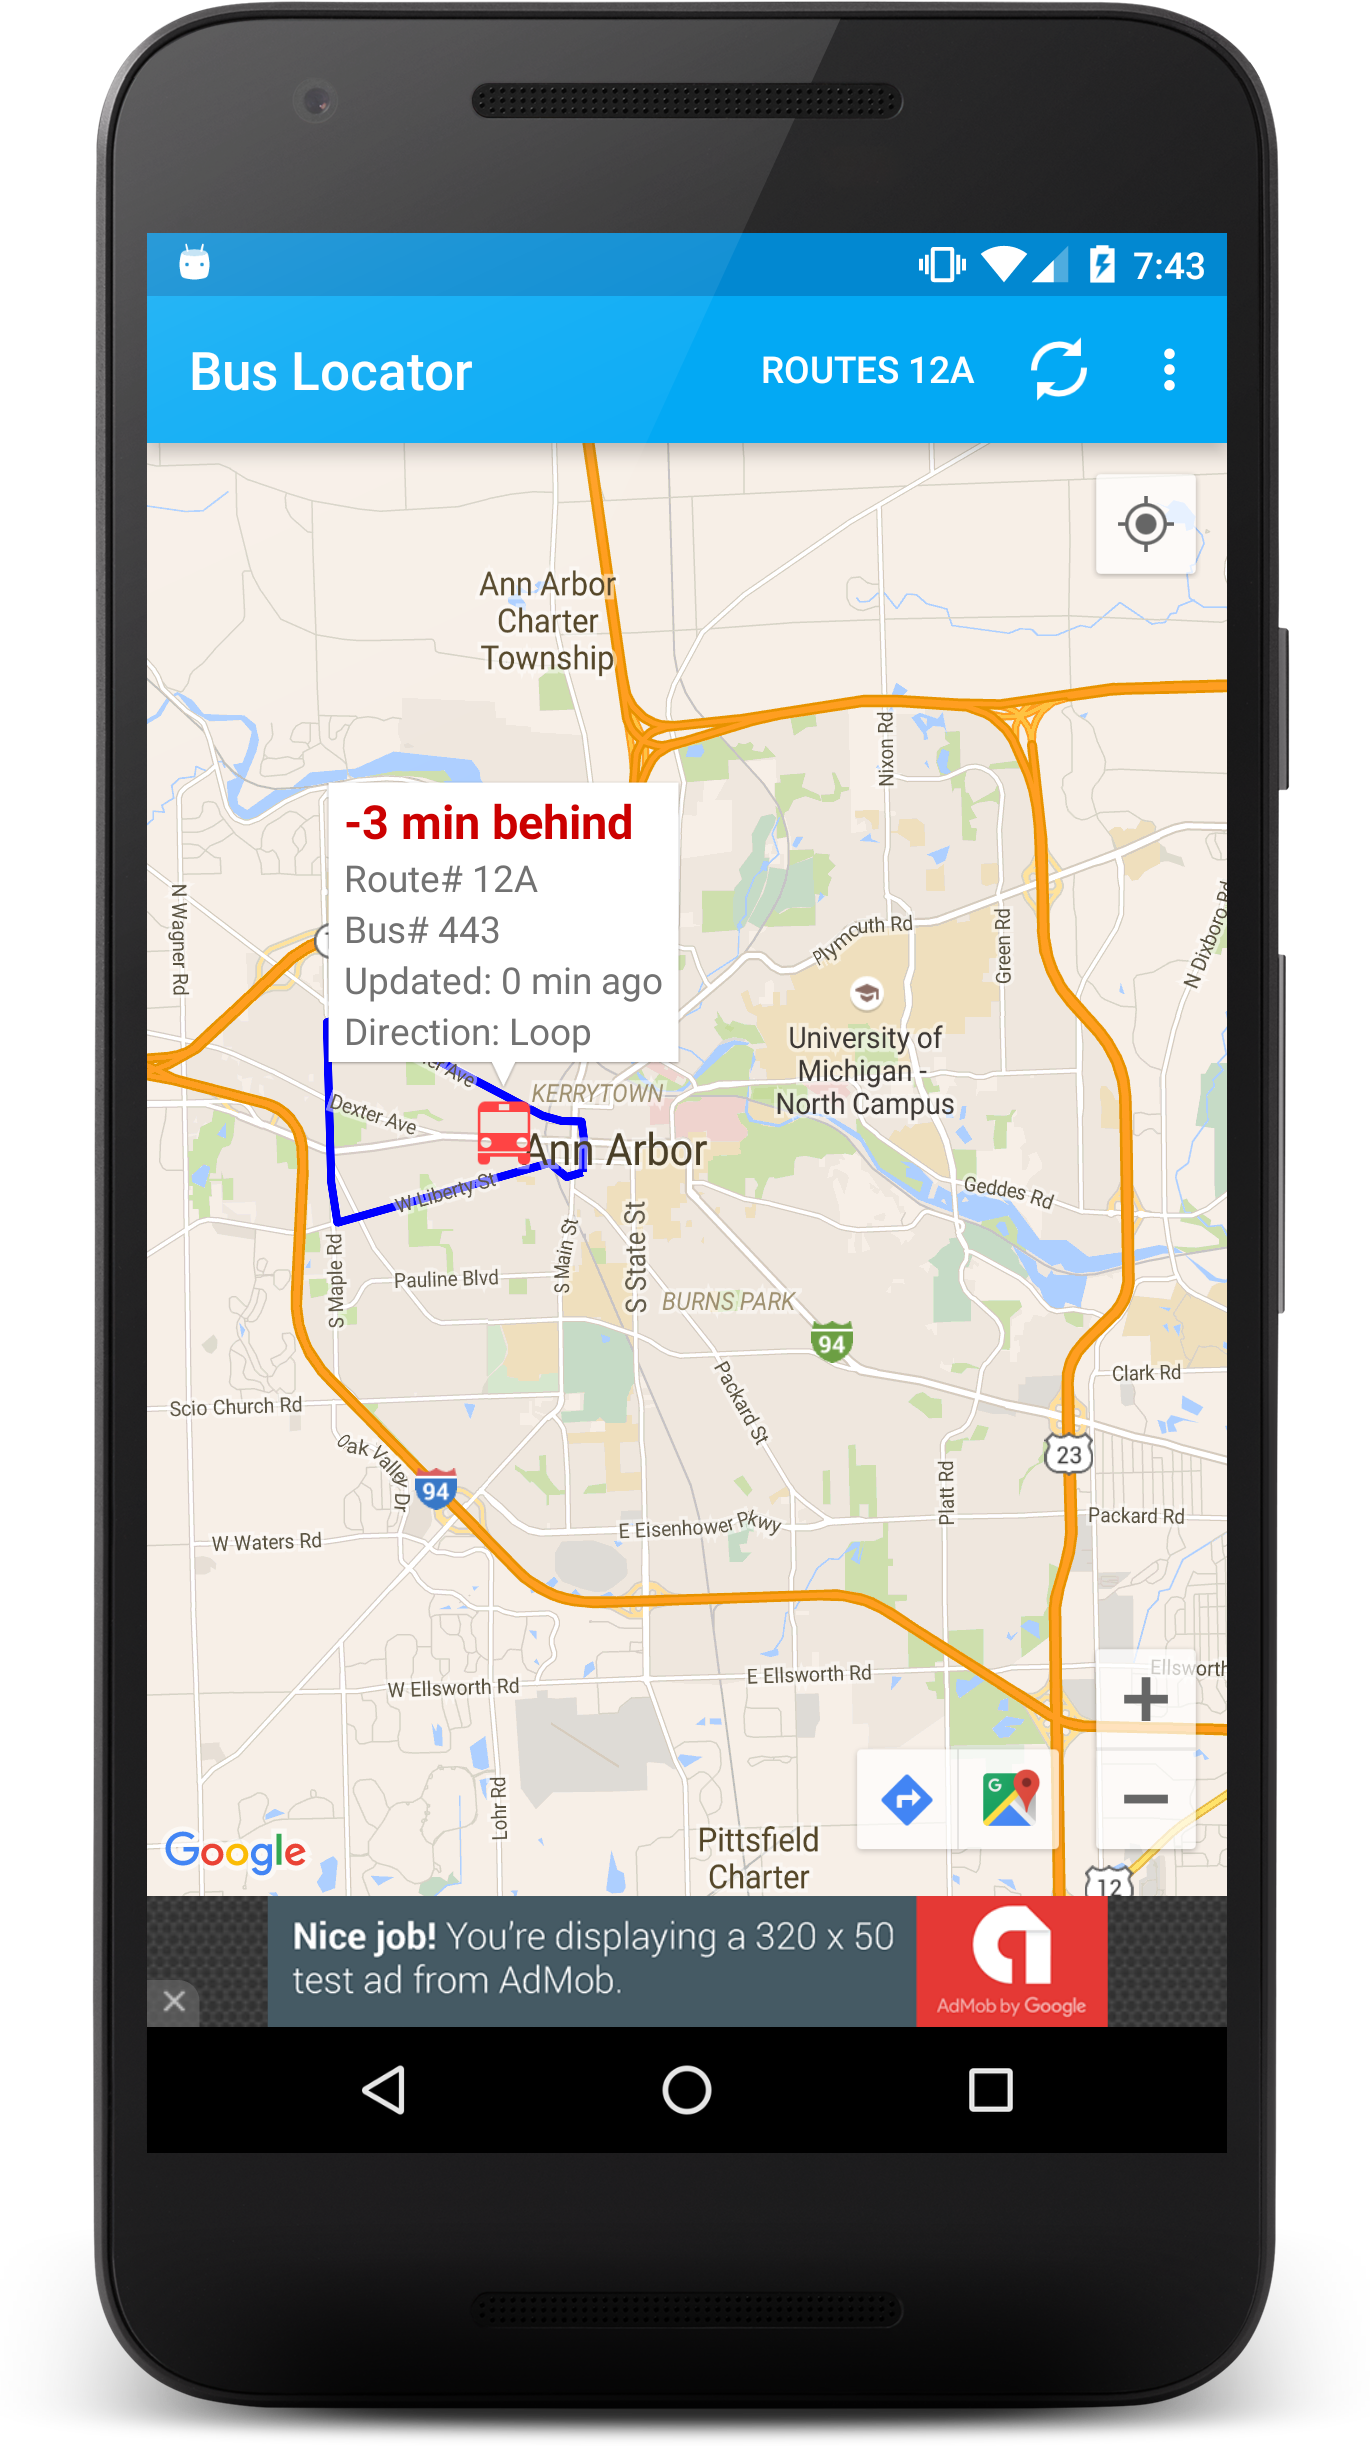 7:43
Bus Locator
ROUTES 12A
Ann Arbor
Charter
Township
Nixon Rd
-3 min behind
Route# 12A
Bus# 443
Updated: 0 min ago
Direction: Loop
N Wagner Rd
Plymouth Rd
Green Rd
N Dixboro Rd
University of
Michigan -
North Campus
Ave
KERRYTOWN
Dexter Ave
Ann Arbor
W Liberty St
Geddes Rd
S Maple Rd
Pauline Blvd
S Main St
S State St
BURNS PARK
94
Packard St
Clark Rd
Scio Church Rd
Oak Valley Dr
94
23
Platt Rd
Packard Rd
W Waters Rd
E Eisenhower Pkwy
W Ellsworth Rd
E Ellsworth Rd
Ellsworth
+
−
Lohr Rd
G
Pittsfield
Charter
Google
12
Nice job! You're displaying a 320 x 50
test ad from AdMob.
AdMob by Google